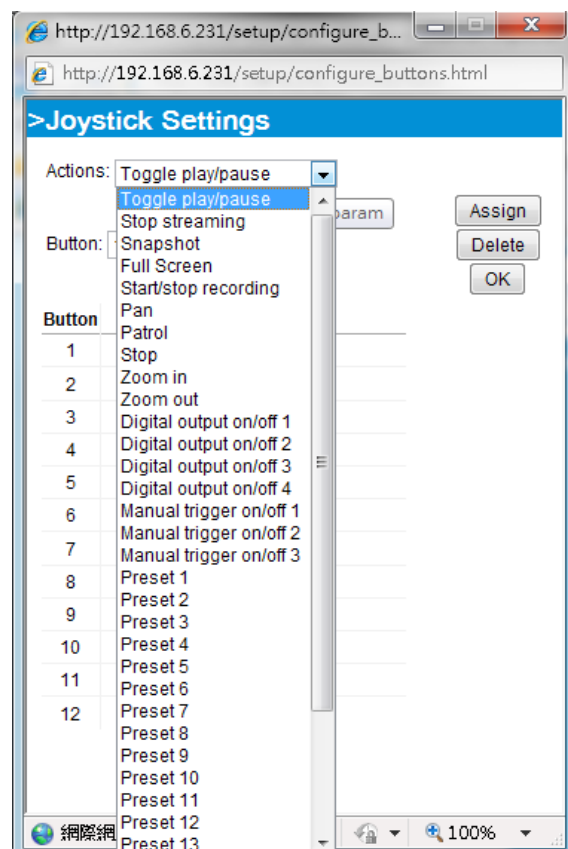 http://192.168.6.231/setup/configure_b...
http://192.168.6.231/setup/configure_buttons.html
>Joystick Settings
Actions: Toggle play/pause
Toggle play/pause
Stop streaming
param
Assign
Button:
Snapshot
Delete
Full Screen
OK
Start/stop recording
Button
Pan
Patrol
1
Stop
2
Zoom in
Zoom out
3
Digital output on/off 1
4
Digital output on/off 2
Digital output on/off 3
5
Digital output on/off 4
6
Manual trigger on/off 1
Manual trigger on/off 2
7
Manual trigger on/off 3
8
Preset 1
Preset 2
9
Preset 3
10
Preset 4
Preset 5
11
Preset 6
12
Preset 7
Preset 8
Preset 9
Preset 10
Preset 11
Preset 12
Preset 13
網際網
100%